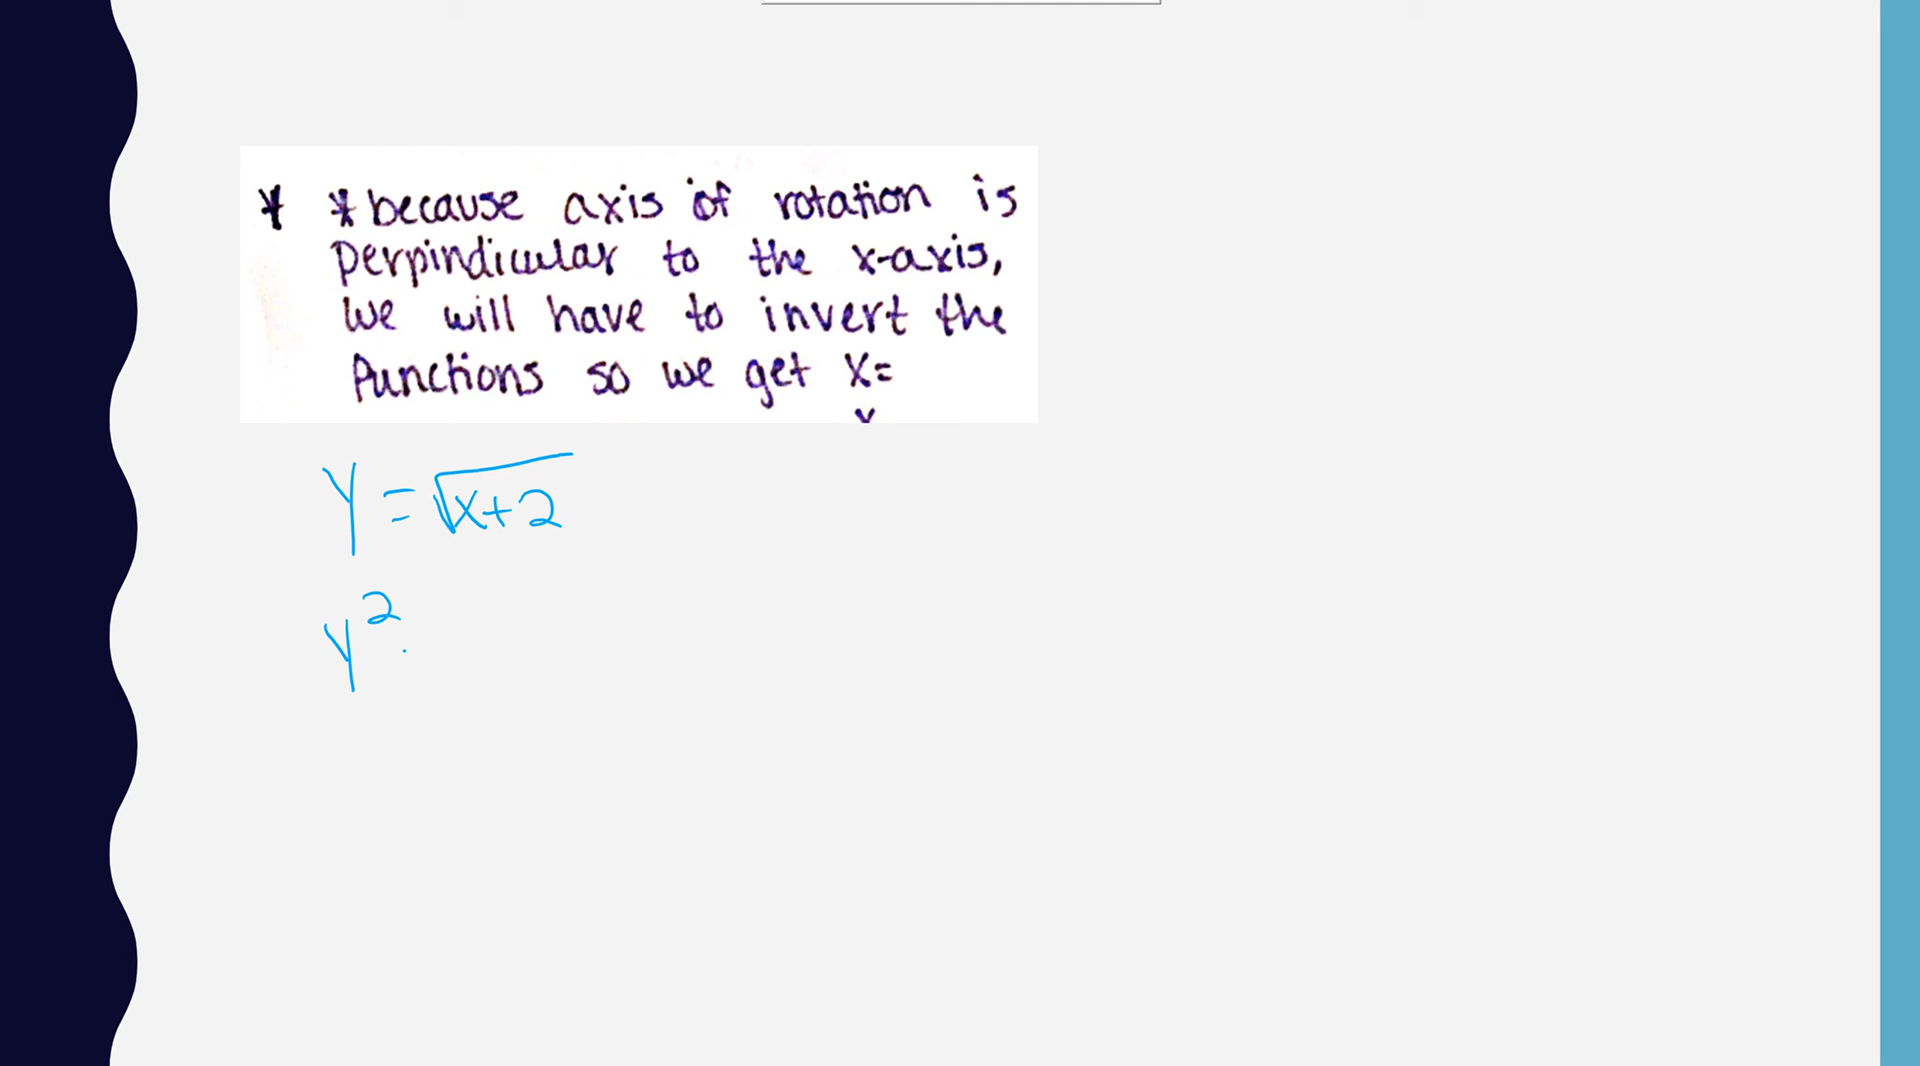 * *because axis of rotation is
perpindicular to the x-axis,
we will have to invert the
functions so we get x=
y = √x+2
y²